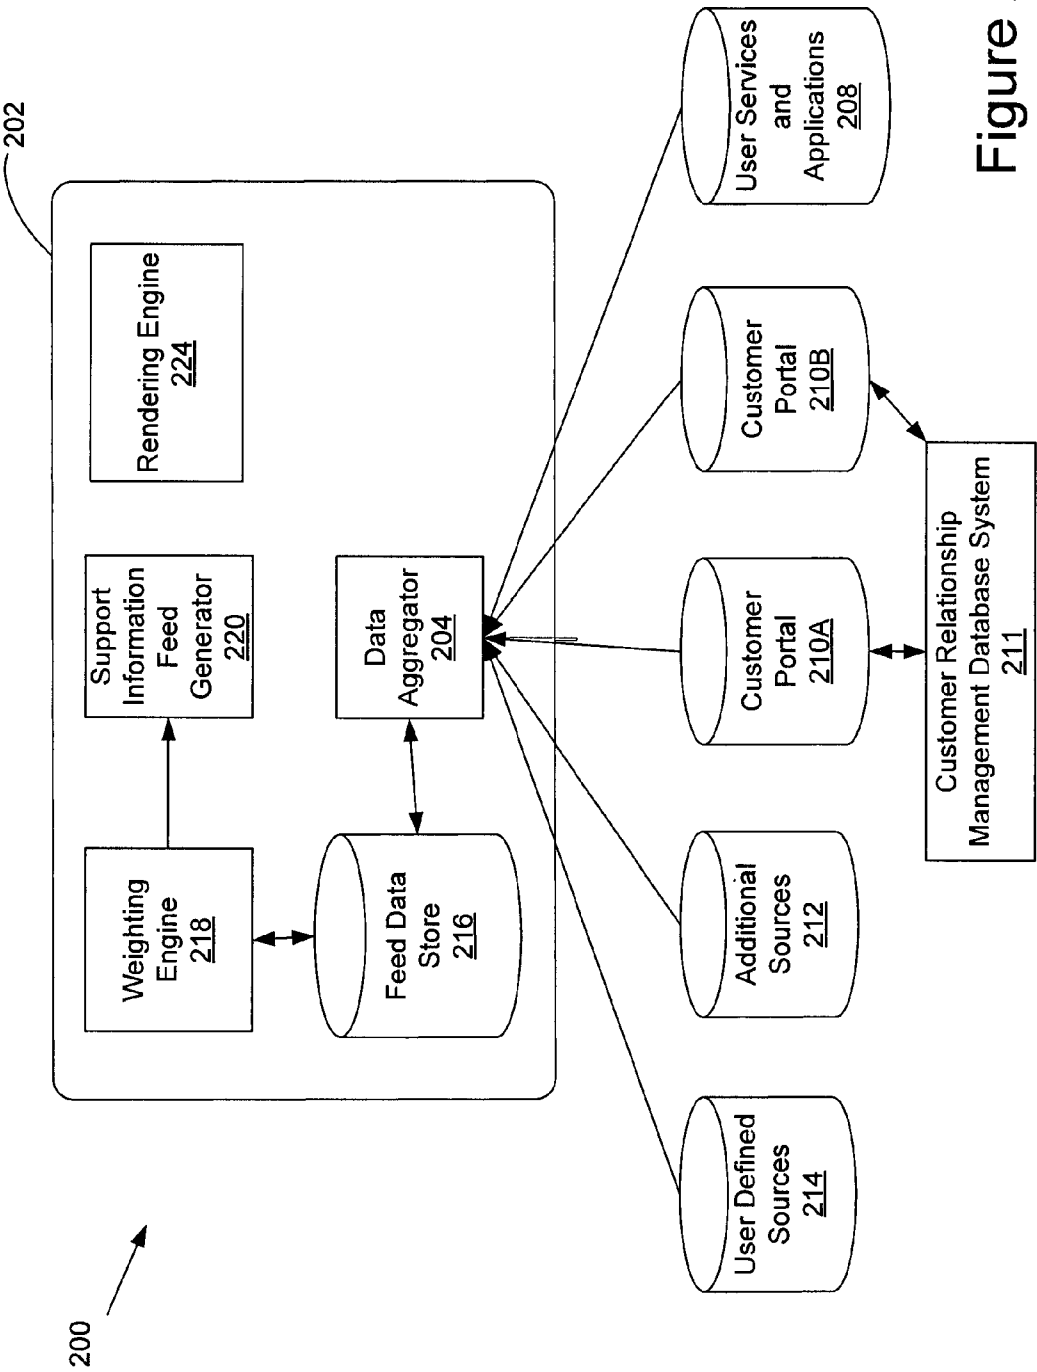 200
202
Weighting
Engine
218
Support
Information
Feed
Generator
220
Rendering Engine
224
Feed Data
Store
216
Data
Aggregator
204
User Defined
Sources
214
Additional
Sources
212
Customer
Portal
210A
Customer
Portal
210B
User Services
and
Applications
208
Customer Relationship
Management Database System
211
Figure